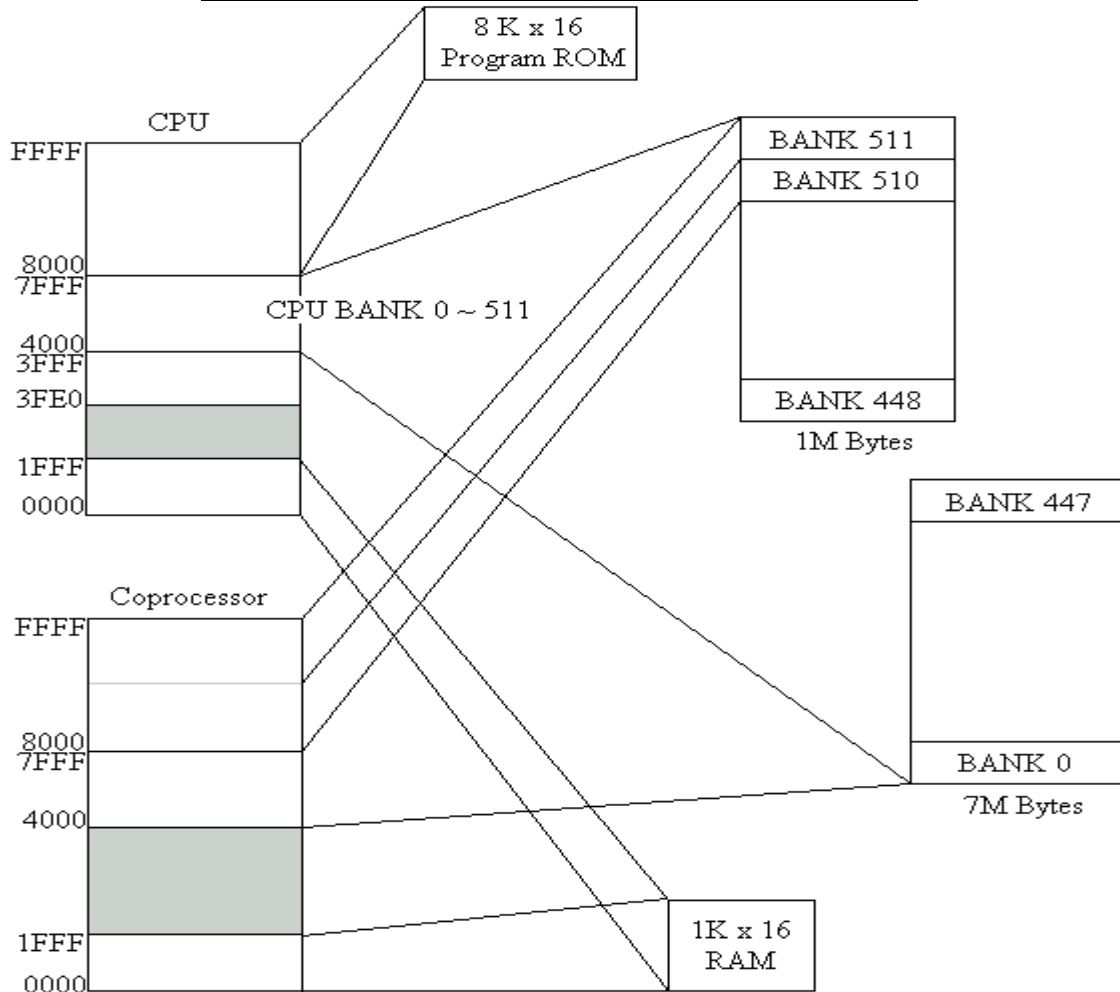 8 K x 16
Program ROM
CPU
FFFF
8000
7FFF
4000
3FFF
3FE0
1FFF
0000
CPU BANK 0 ~ 511
BANK 511
BANK 510
BANK 448
1M Bytes
BANK 447
BANK 0
7M Bytes
Coprocessor
FFFF
8000
7FFF
4000
1FFF
0000
1K x 16
RAM